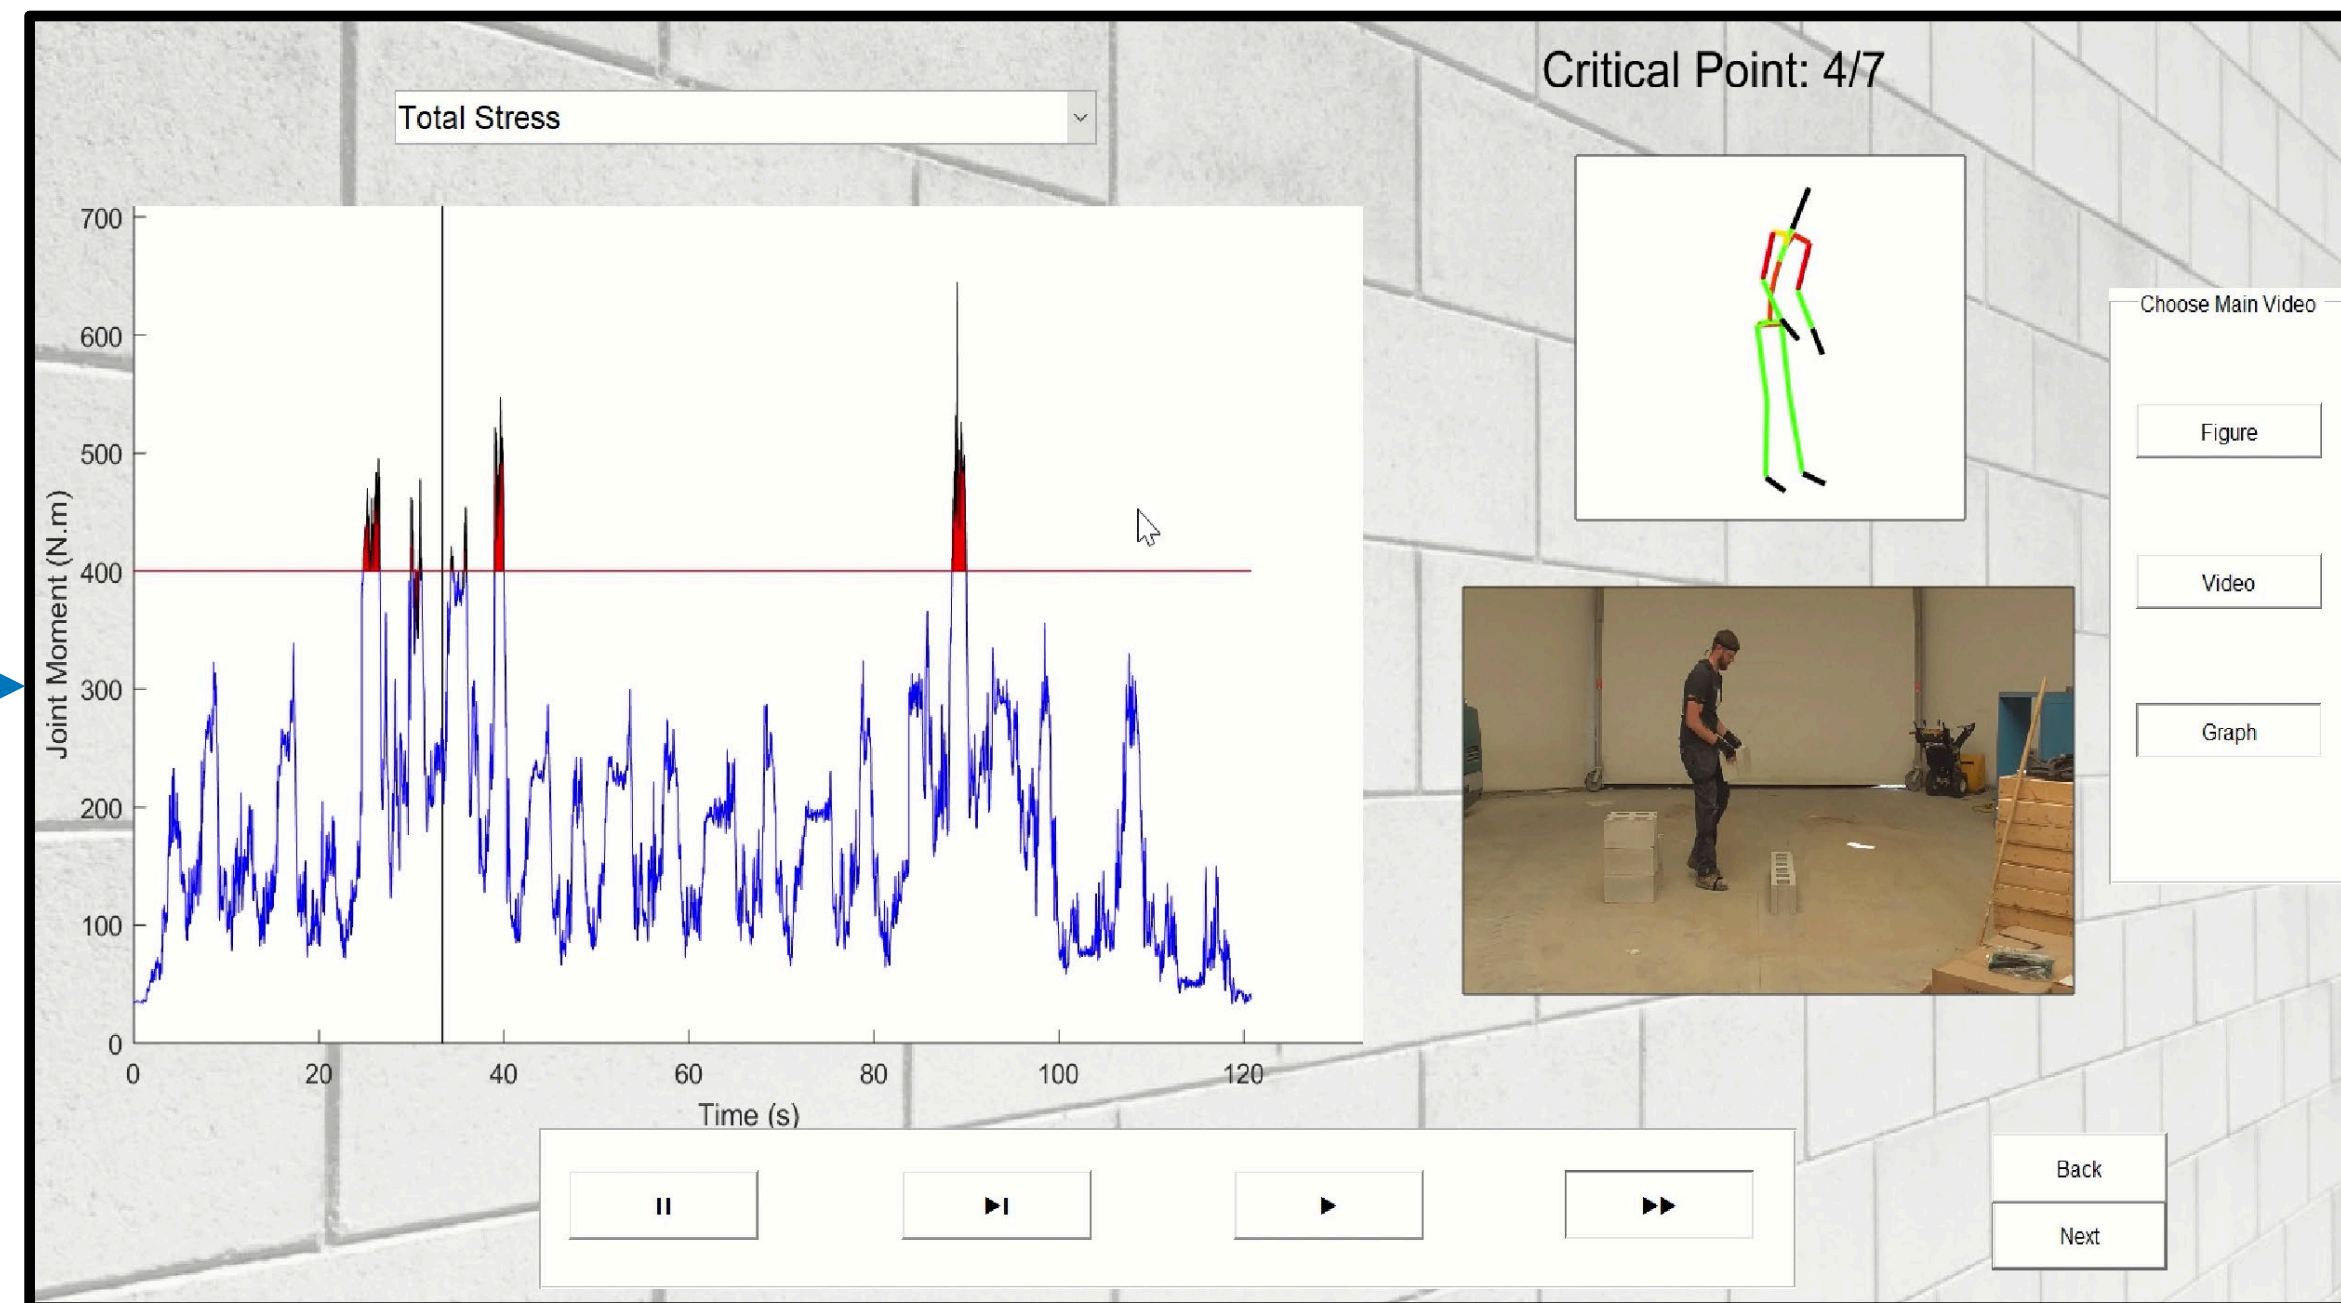 Critical Point: 4/7
Total Stress
700
600
500
400
300
200
100
0
Joint Moment (N.m)
0 20 40 60 80 100 120
Time (s)
Choose Main Video
Figure
Video
Graph
Back
Next